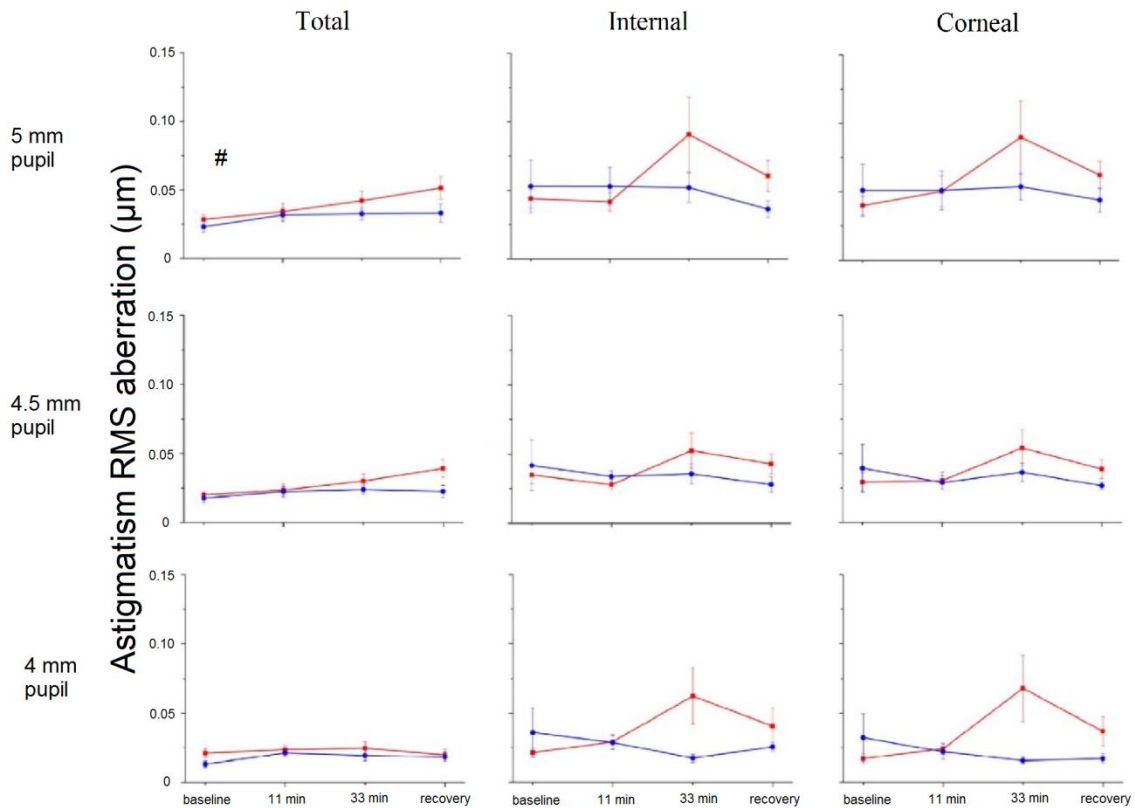 Total Internal Corneal
0.15
0.10
5 mm
pupil
#
0.05
0
0.15
0.10
4.5 mm
pupil
0.05
0
0.15
0.10
4 mm
pupil
0.05
0
Astigmatism RMS aberration (µm)
baseline 11 min 33 min recovery baseline 11 min 33 min recovery baseline 11 min 33 min recovery